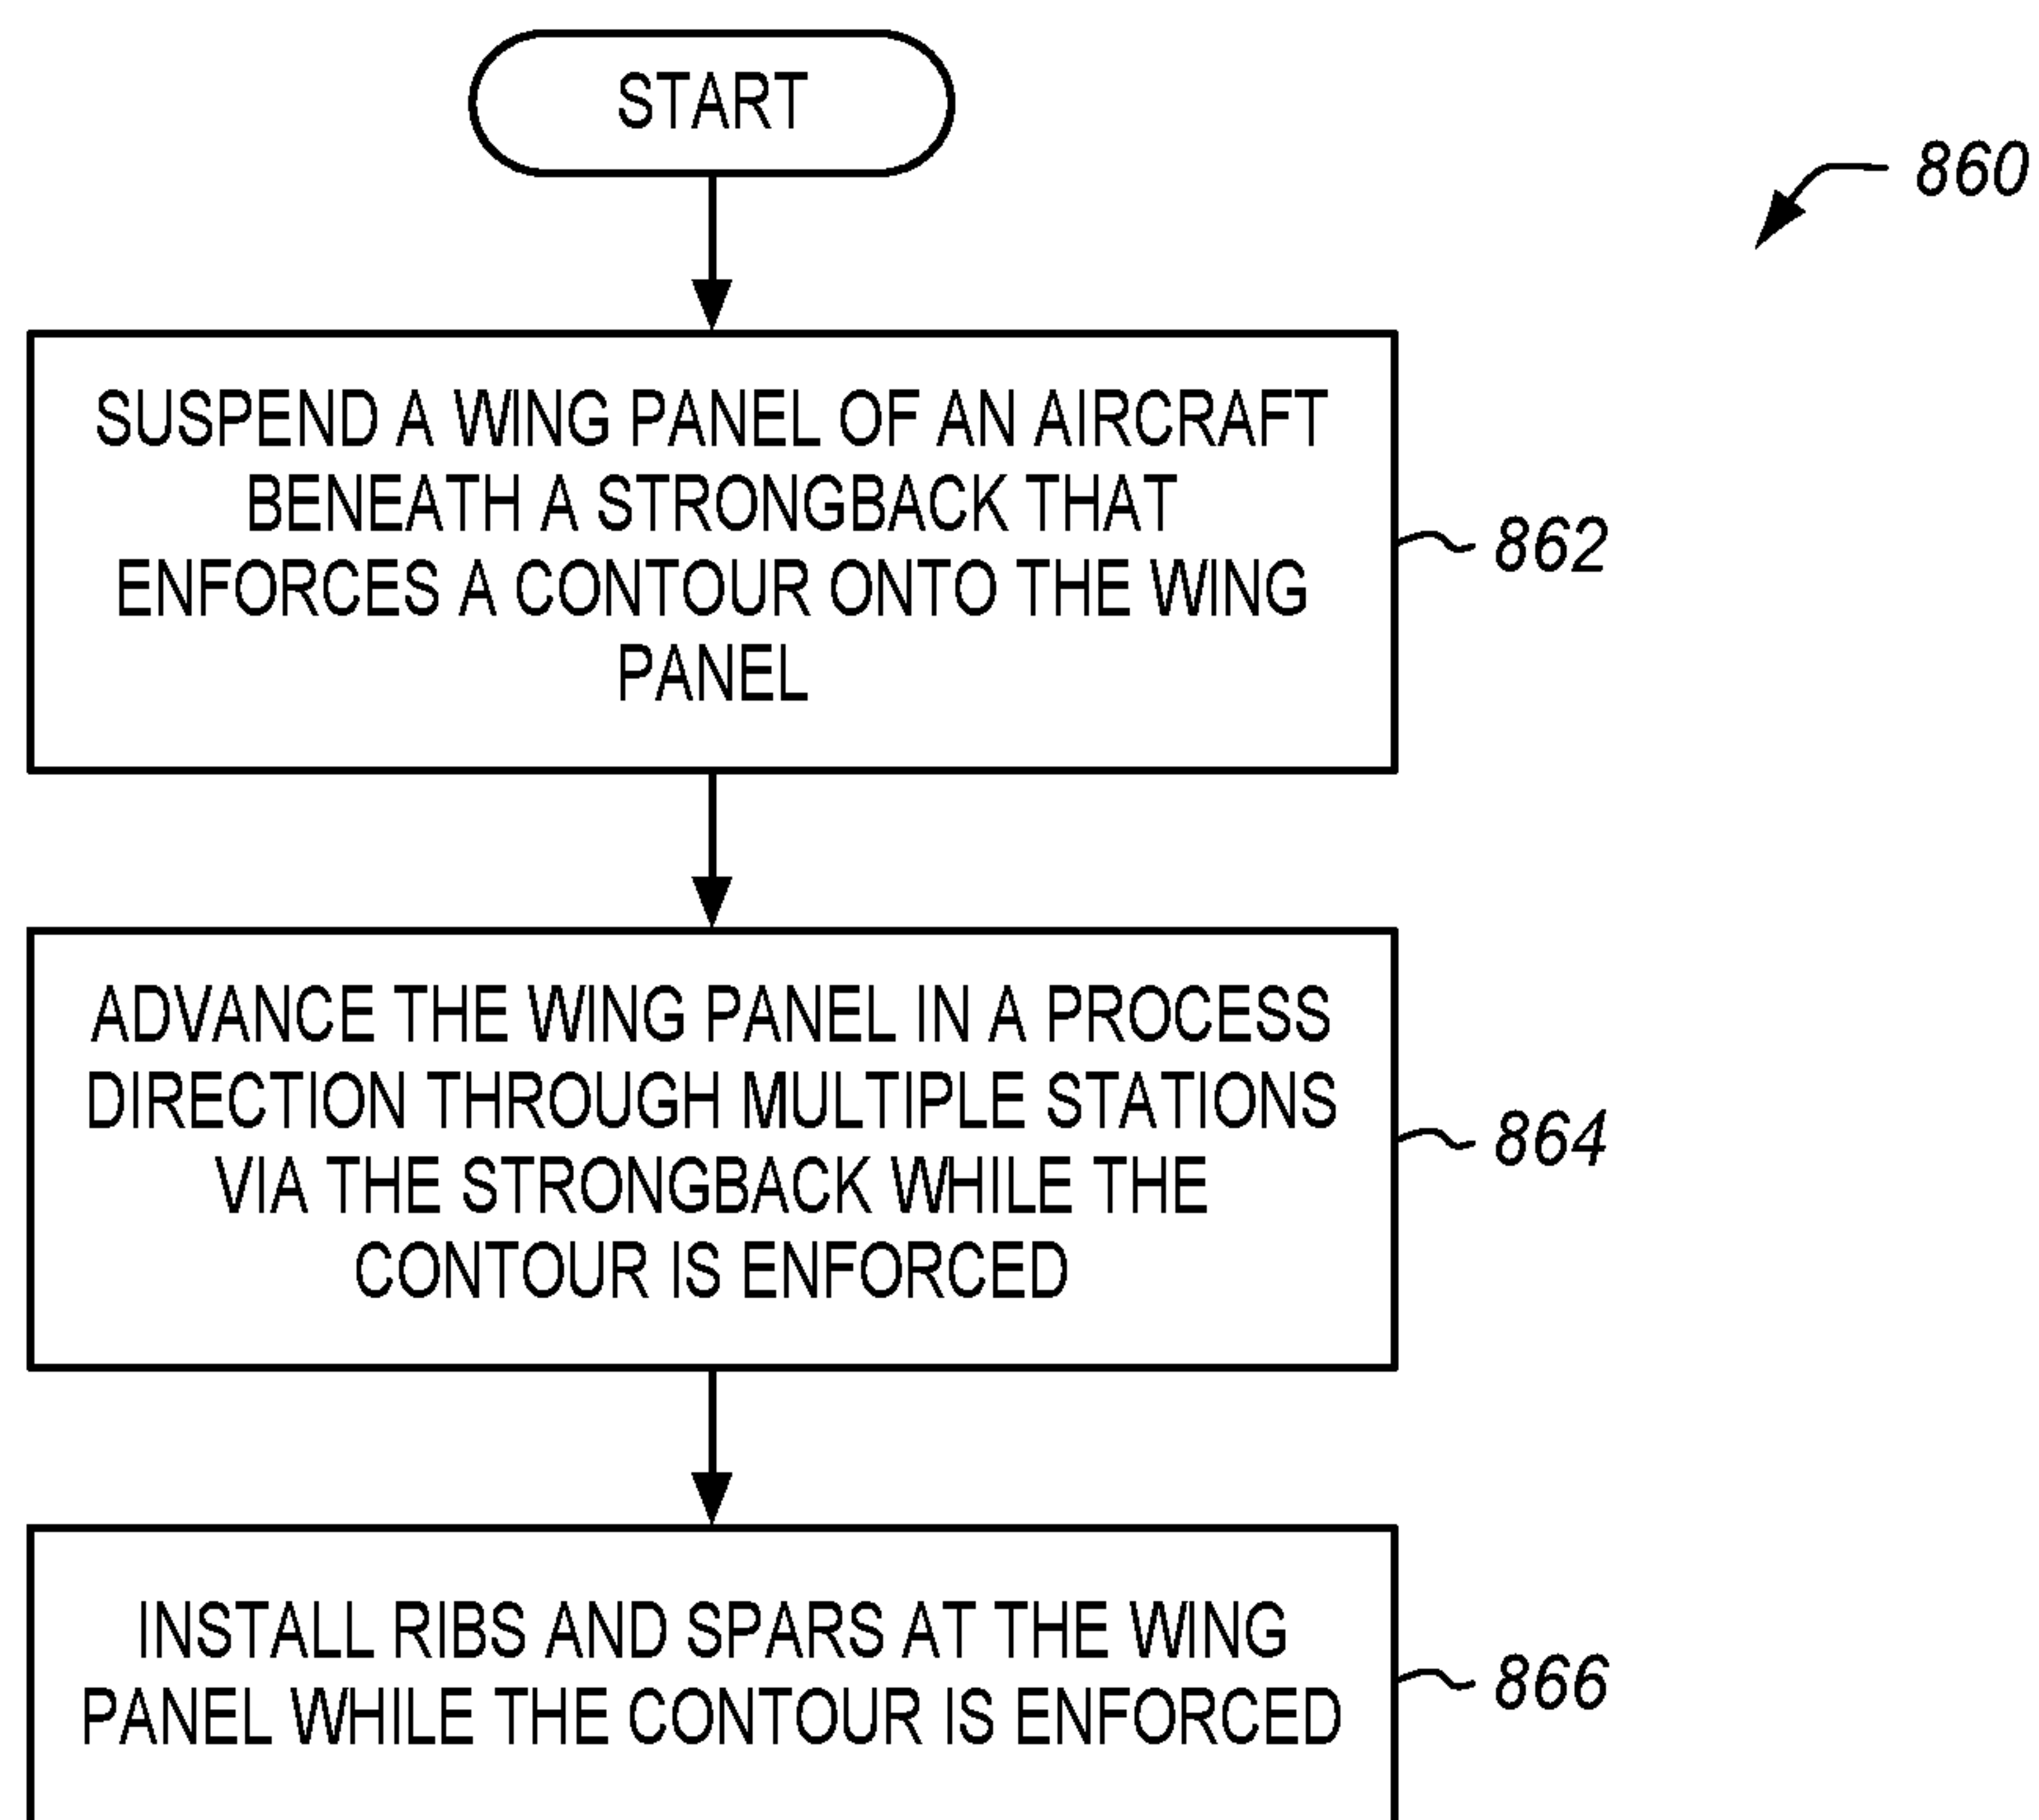 START
860
SUSPEND A WING PANEL OF AN AIRCRAFT
BENEATH A STRONGBACK THAT
ENFORCES A CONTOUR ONTO THE WING
PANEL
862
ADVANCE THE WING PANEL IN A PROCESS
DIRECTION THROUGH MULTIPLE STATIONS
VIA THE STRONGBACK WHILE THE
CONTOUR IS ENFORCED
864
INSTALL RIBS AND SPARS AT THE WING
PANEL WHILE THE CONTOUR IS ENFORCED
866